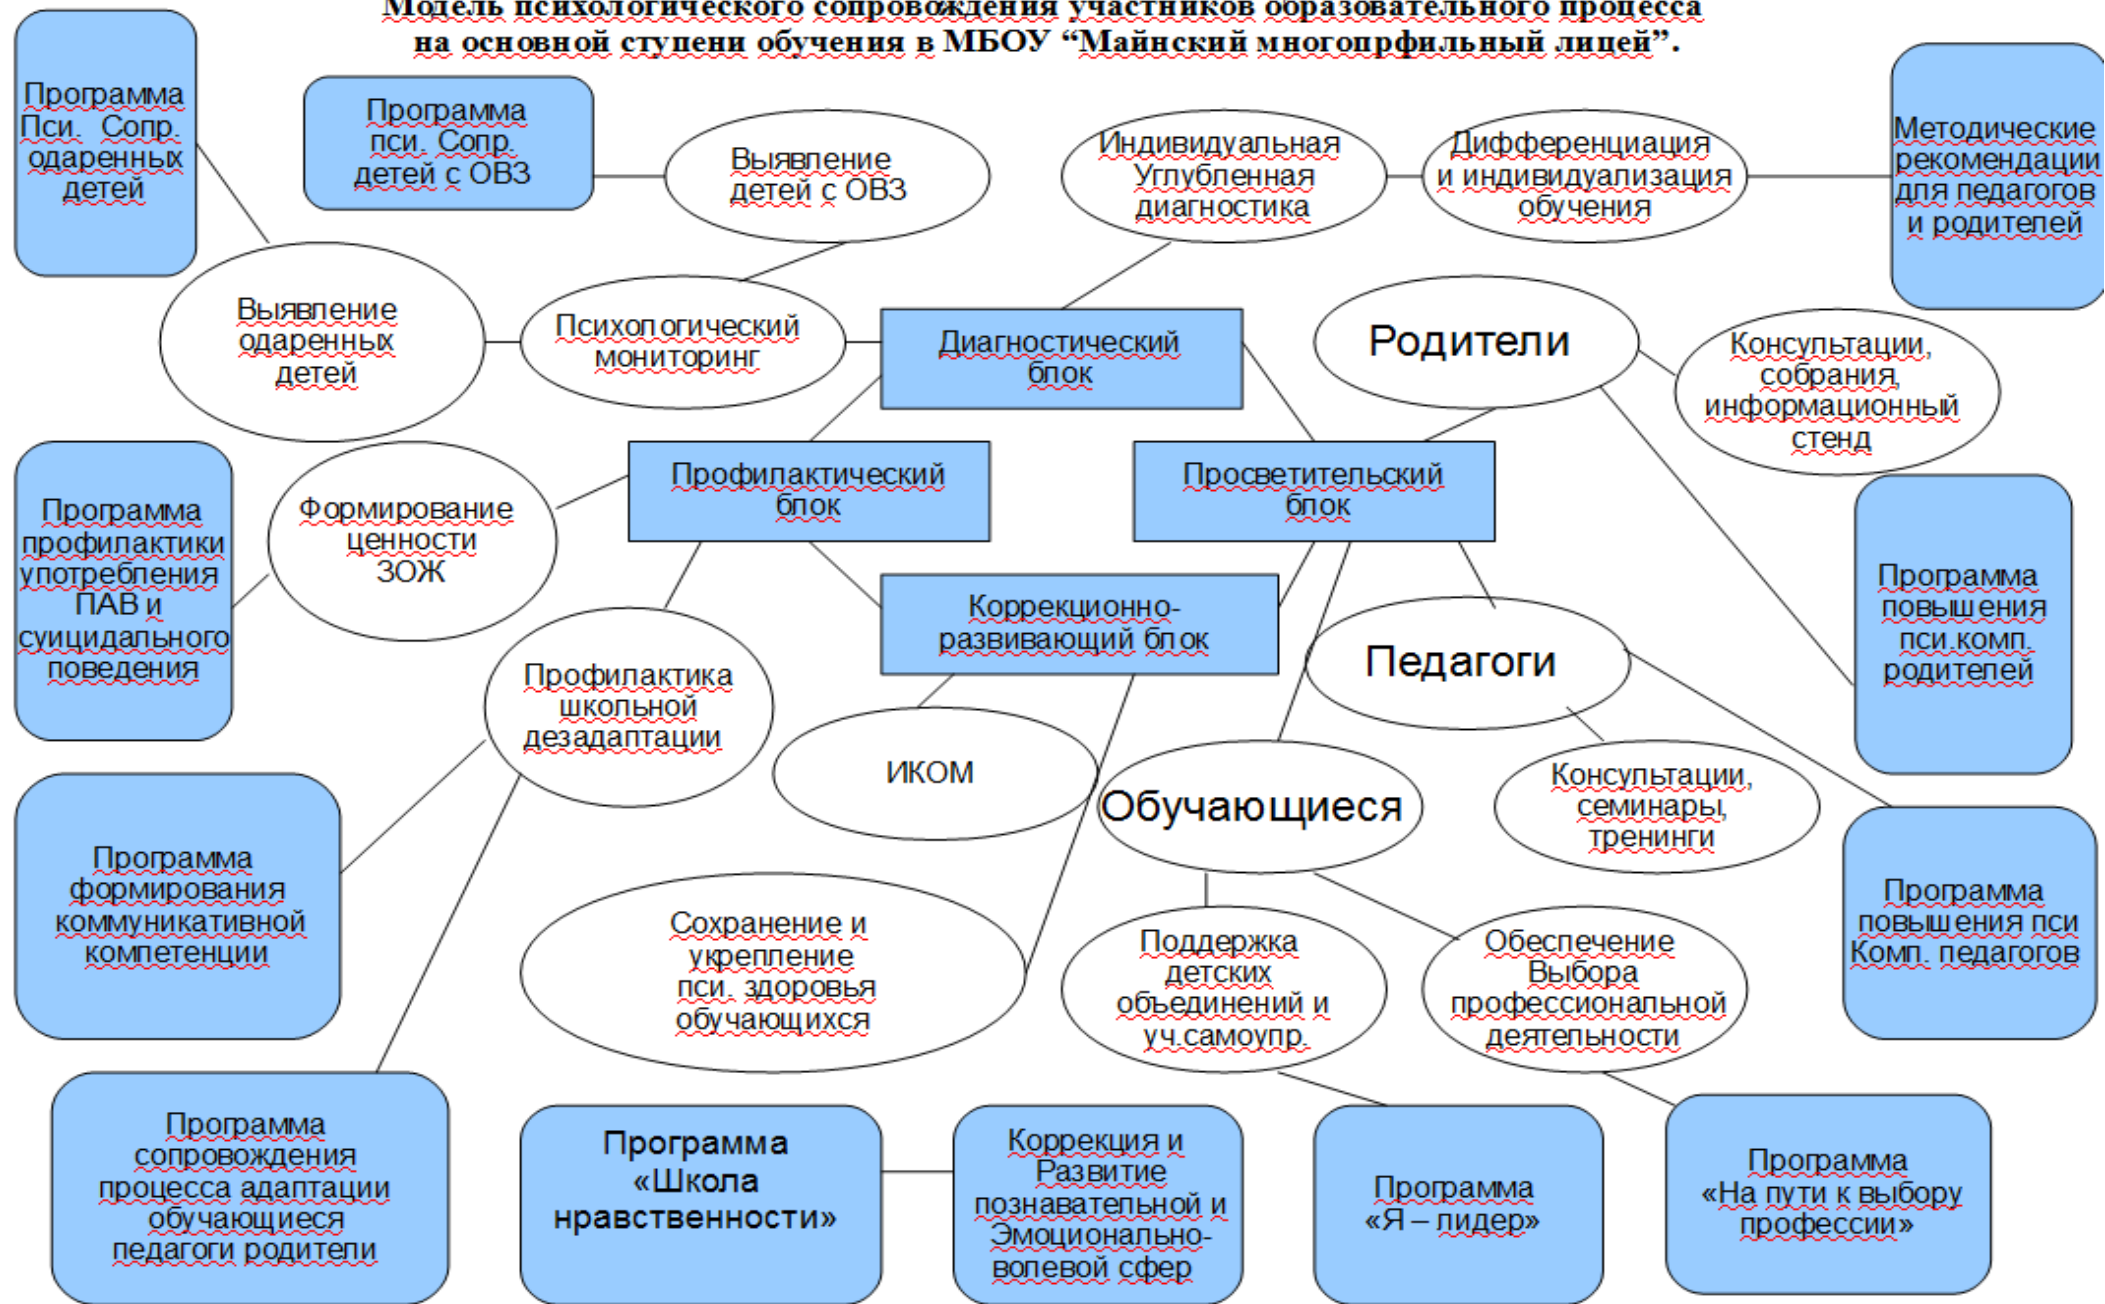 Модель психологического сопровождения участников образовательного процесса
на основной ступени обучения в МБОУ “Майнский многопрфильный лицей”.
Программа
Пси. Сопр.
одаренных
детей
Программа
пси. Сопр.
детей с ОВЗ
Выявление
детей с ОВЗ
Индивидуальная
Углубленная
диагностика
Дифференциация
и индивидуализация
обучения
Методические
рекомендации
для педагогов
и родителей
Выявление
одаренных
детей
Психологический
мониторинг
Диагностический
блок
Родители
Консультации,
собрания,
информационный
стенд
Программа
профилактики
употребления
ПАВ и
суицидального
поведения
Формирование
ценности
ЗОЖ
Профилактический
блок
Просветительский
блок
Программа
повышения
пси.комп.
родителей
Коррекционно-
развивающий блок
Профилактика
школьной
дезадаптации
Педагоги
ИКОМ
Обучающиеся
Консультации,
семинары,
тренинги
Программа
формирования
коммуникативной
компетенции
Программа
повышения пси
Комп. педагогов
Сохранение и
укрепление
пси. здоровья
обучающихся
Поддержка
детских
объединений и
уч.самоупр.
Обеспечение
Выбора
профессиональной
деятельности
Программа
сопровождения
процесса адаптации
обучающиеся
педагоги родители
Программа
«Школа
нравственности»
Коррекция и
Развитие
познавательной и
Эмоционально-
волевой сфер
Программа
«Я – лидер»
Программа
«На пути к выбору
профессии»